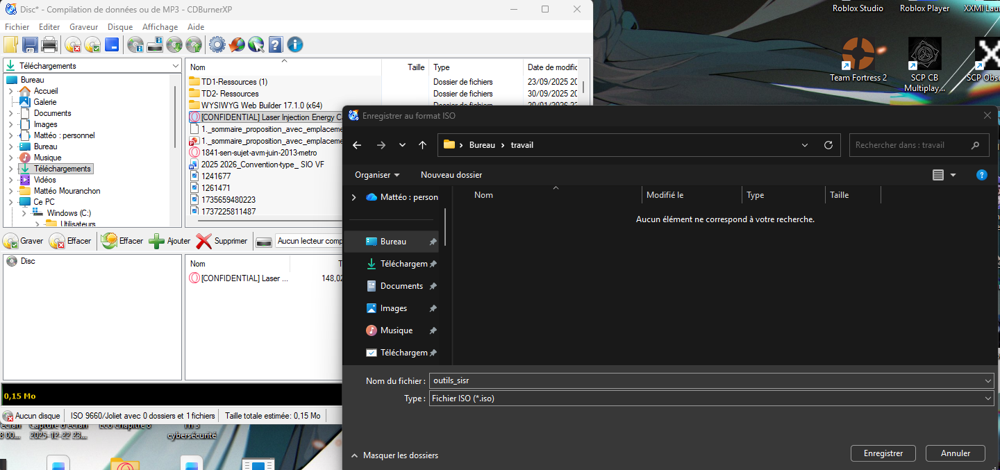 Disc* - Compilation de données ou de MP3 - CDBurnerXP
Fichier Editer Graveur Disque Affichage Aide
Téléchargements
Bureau
Accueil
Galerie
Documents
Images
Mattéo : personnel
Bureau
Musique
Téléchargements
Vidéos
Mattéo Mouranchon
Ce PC
Windows (C:)
Utilisateurs
Nom Taille Type Date de modific
TD1-Ressources (1) Dossier de fichiers 23/09/2025 20
TD2- Ressources Dossier de fichiers 30/09/2025 20
WYSIWYG Web Builder 17.1.0 (x64) Dossier de fichiers 20/01/2026 22
[CONFIDENTIAL] Laser Injection Energy C
1._sommaire_proposition_avec_emplaceme
1._sommaire_proposition_avec_emplaceme
1841-sen-sujet-avm-juin-2013-metro
2025 2026_Convention-type_ SIO VF
1241677
1261471
1735659480223
1737225811487
Graver Effacer Effacer Ajouter Supprimer Aucun lecteur comp
Disc
Nom T
[CONFIDENTIAL] Laser ... 148,02
0,15 Mo
Aucun disque ISO 9660/Joliet avec 0 dossiers et 1 fichiers Taille totale estimée: 0,15 Mo
Roblox Studio Roblox Player XXMI Lau
Team Fortress 2
SCP CB
Multiplay...
SCP Obse
Enregistrer au format ISO
Bureau travail
Rechercher dans : travail
Organiser Nouveau dossier
Mattéo : person
Bureau
Téléchargem
Documents
Images
Musique
Téléchargem
Nom Modifié le Type Taille
Aucun élément ne correspond à votre recherche.
Nom du fichier : outils_sisr
Type : Fichier ISO (*.iso)
Masquer les dossiers
Enregistrer Annuler
écran
8 00...
Capture d'écran
2025-12-22 23...
Eco chapitre 8
Th 3
cybersécurité